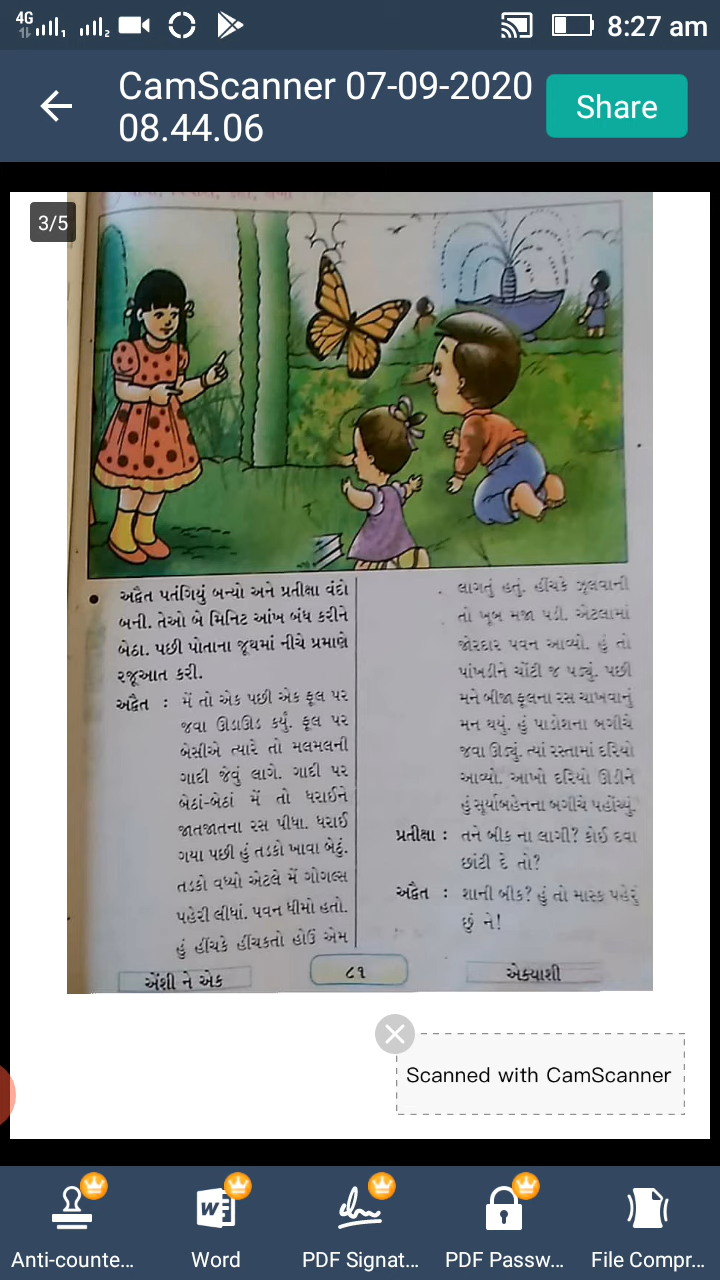 4G
8:27 am
CamScanner 07-09-2020
08.44.06
Share
3/5
અદ્વૈત પતંગિયું બન્યો અને પ્રતીક્ષા વંદો
બની. તેઓ બે મિનિટ આંખ બંધ કરીને
બેઠા. પછી પોતાના જૂથમાં નીચે પ્રમાણે
રજૂઆત કરી.
અદ્વૈત : મેં તો એક પછી એક ફૂલ પર
જવા ઊડાઊડ કર્યું. ફૂલ પર
બેસીએ ત્યારે તો મલમલની
ગાદી જેવું લાગે. ગાદી પર
બેઠાં-બેઠાં મેં તો ધરાઈને
જાતજાતના રસ પીધા. ધરાઈ
ગયા પછી હું તડકો ખાવા બેઠું.
તડકો વધ્યો એટલે મેં ગોગલ્સ
પહેરી લીધાં. પવન ધીમો હતો.
હું હીંચકે હીંચકતો હોઉં એમ
લાગતું હતું. હીંચકે ઝૂલવાની
તો ખૂબ મજા પડી. એટલામાં
જોરદાર પવન આવ્યો. હું તો
પાંખડીને ચોંટી જ પડ્યું. પછી
મને બીજા ફૂલના રસ ચાખવાનું
મન થયું. હું પાડોશના બગીચે
જવા ઊડ્યું. ત્યાં રસ્તામાં દરિયો
આવ્યો. આખો દરિયો ઊડીને
હું સૂર્યાબહેનના બગીચે પહોંચ્યું.
પ્રતીક્ષા : તને બીક ના લાગી? કોઈ દવા
છાંટી દે તો?
અદ્વૈત : શાની બીક? હું તો માસ્ક પહેરું
છું ને!
એંશી ને એક
૮૧
એક્યાશી
Scanned with CamScanner
Anti-counte...
Word
PDF Signat...
PDF Passw...
File Compr...